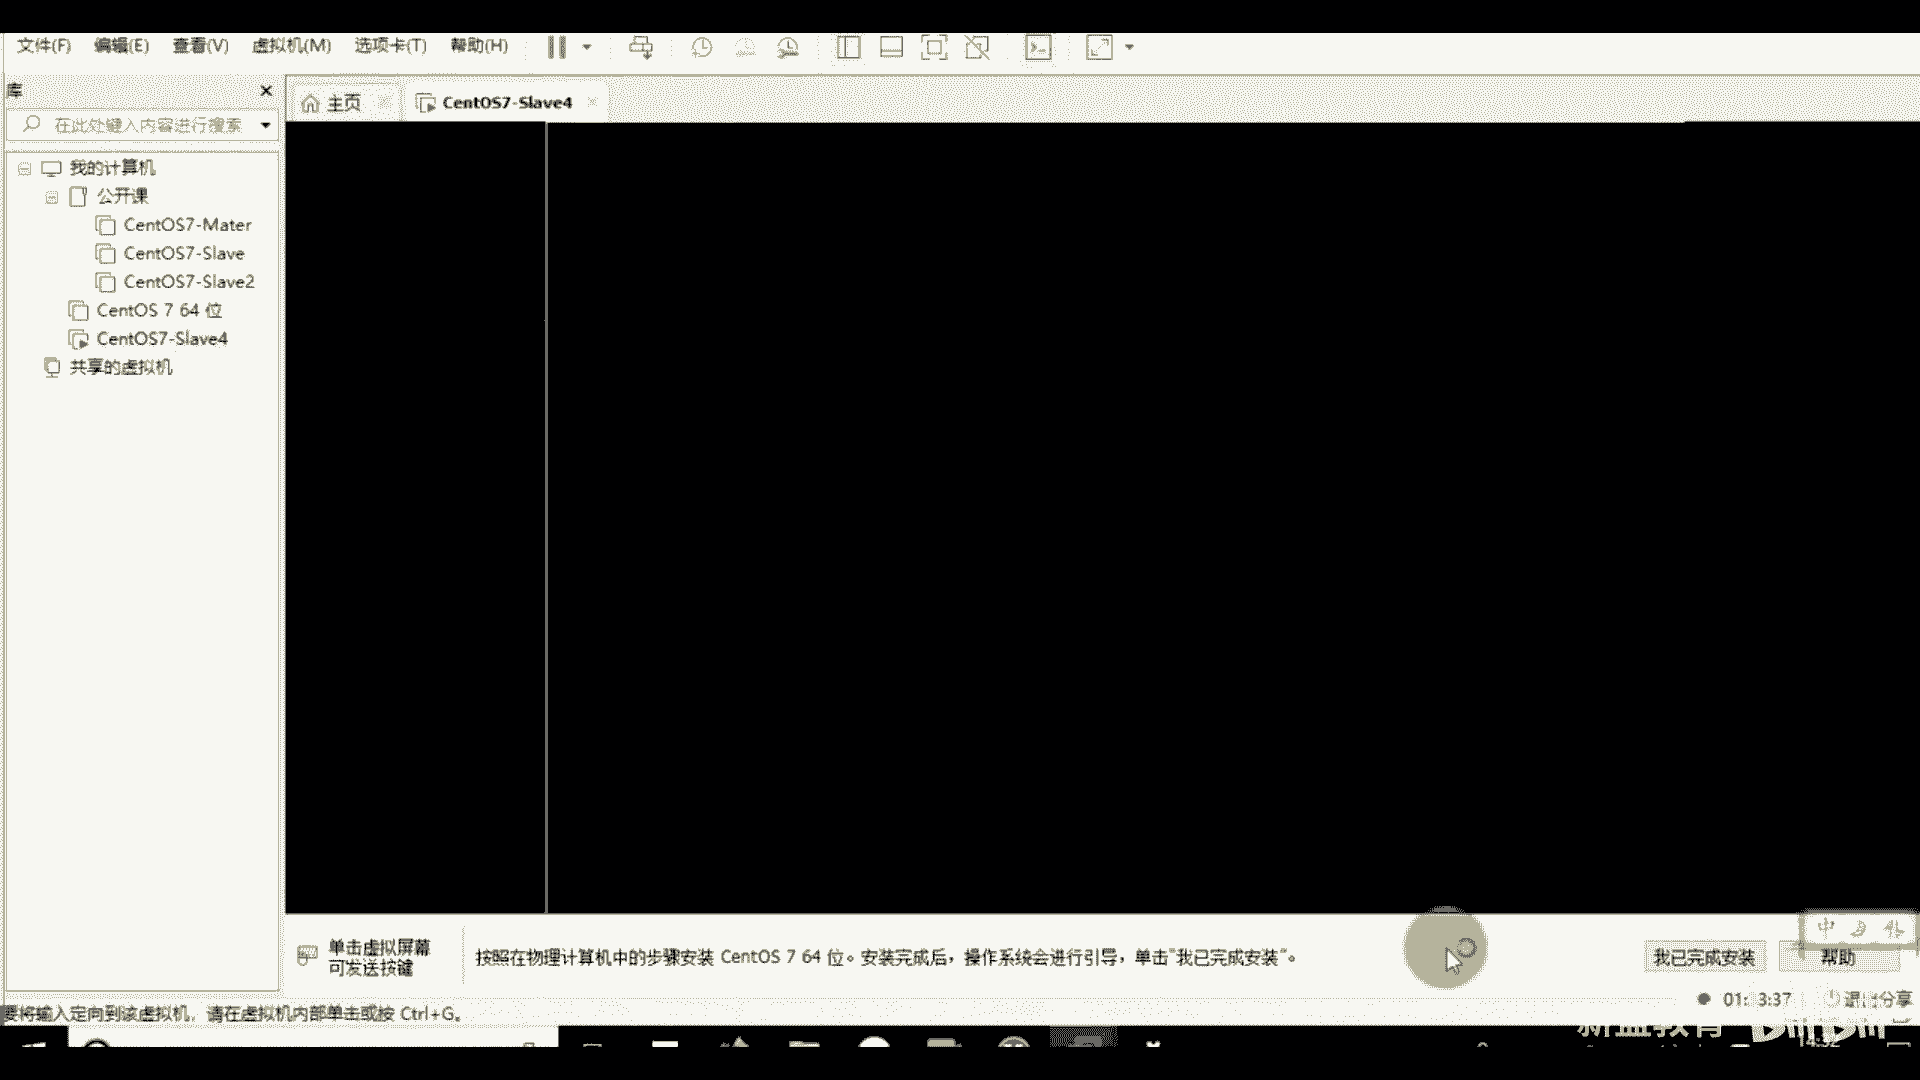 文件(F) 编辑(E) 查看(V) 虚拟机(M) 选项卡(T) 帮助(H)
库
主页
CentOS7-Slave4
在此处键入内容进行搜索
我的计算机
公开课
CentOS7-Mater
CentOS7-Slave
CentOS7-Slave2
CentOS 7 64 位
CentOS7-Slave4
共享的虚拟机
单击虚拟屏幕
可发送按键
按照在物理计算机中的步骤安装 CentOS 7 64 位。安装完成后，操作系统会进行引导，单击"我已完成安装"。
中
我已完成安装
帮助
要将输入定向到该虚拟机，请在虚拟机内部单击或按 Ctrl+G。
分享
新盟教育
bilibili